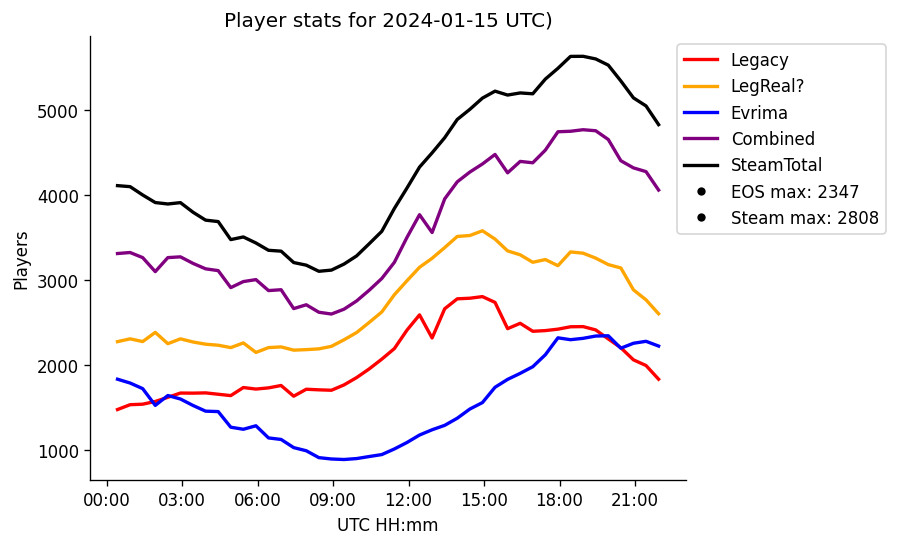 Player stats for 2024-01-15 UTC)
Legacy
LegReal?
Evrima
Combined
SteamTotal
EOS max: 2347
Steam max: 2808
Players
5000
4000
3000
2000
1000
00:00 03:00 06:00 09:00 12:00 15:00 18:00 21:00
UTC HH:mm